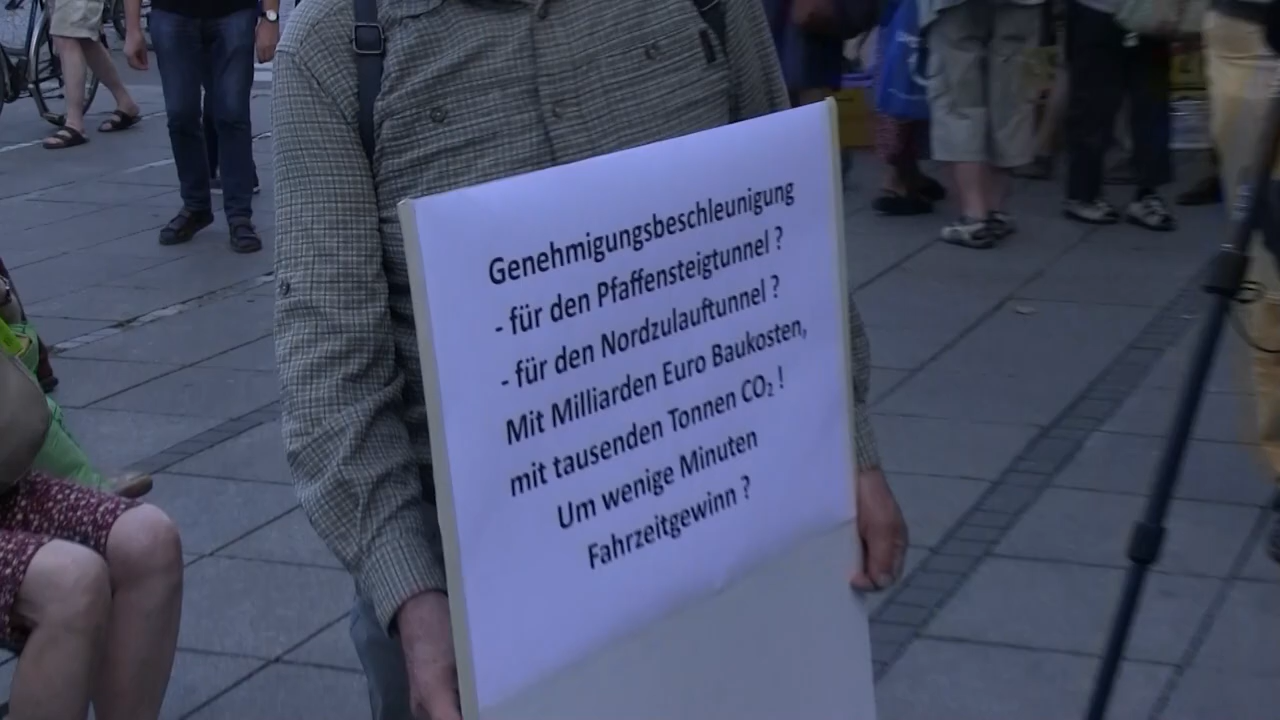 Genehmigungsbeschleunigung
- für den Pfaffensteigtunnel ?
- für den Nordzulauftunnel ?
Mit Milliarden Euro Baukosten,
mit tausenden Tonnen CO₂ !
Um wenige Minuten
Fahrzeitgewinn ?